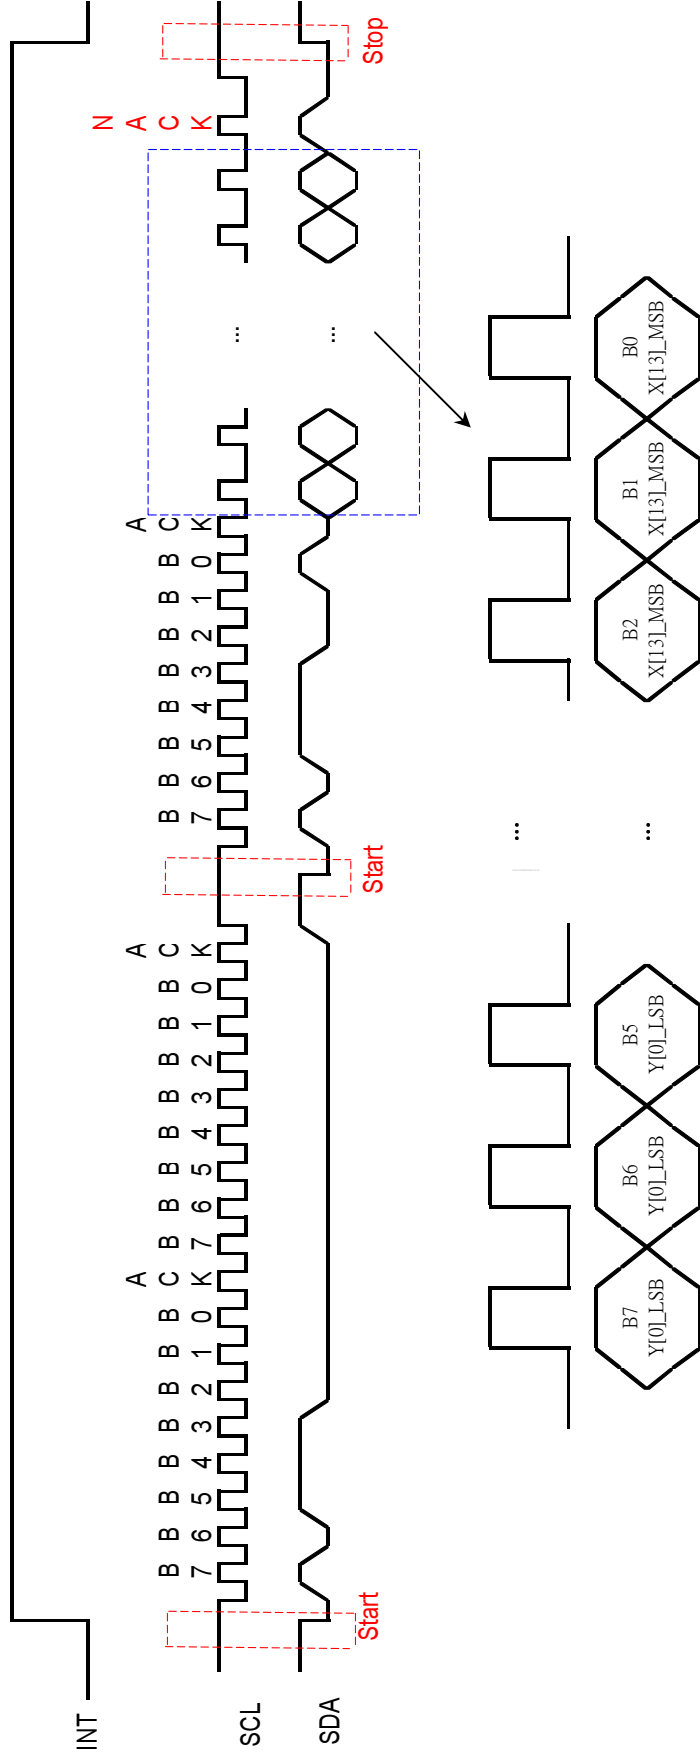 INT
B7 B6 B5 B4 B3 B2 B1 B0 ACK B7 B6 B5 B4 B3 B2 B1 B0 ACK B7 B6 B5 B4 B3 B2 B1 B0 ACK NACK
SCL
...
SDA
...
Start
Start
Stop
...
B7
Y[0]_LSB
B6
Y[0]_LSB
B5
Y[0]_LSB
...
B2
X[13]_MSB
B1
X[13]_MSB
B0
X[13]_MSB